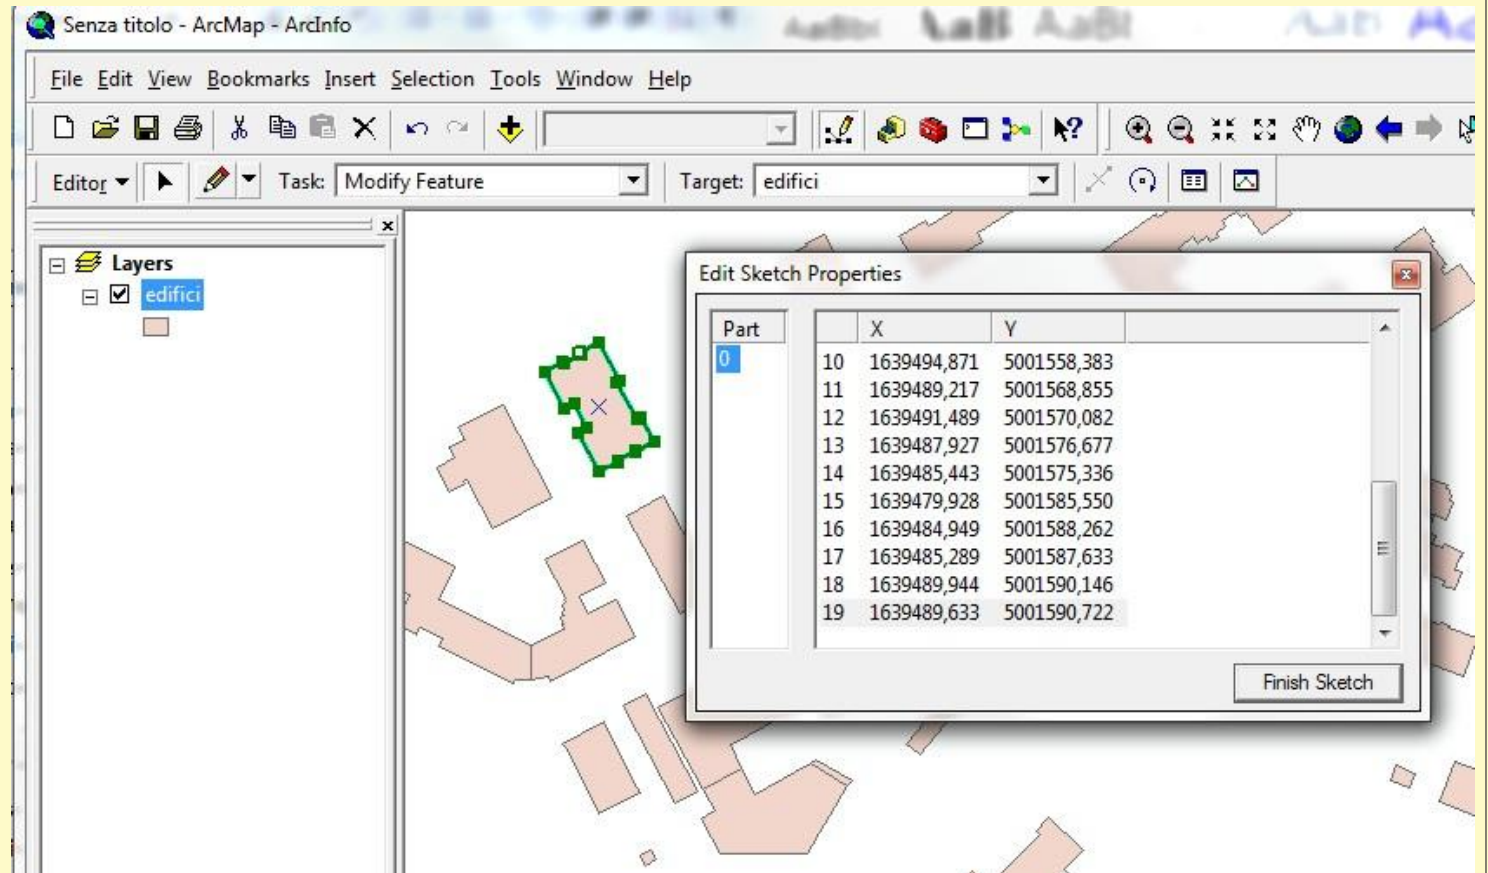 Senza titolo - ArcMap - ArcInfo
File Edit View Bookmarks Insert Selection Tools Window Help
Editor Task: Modify Feature Target: edifici
Layers
edifici
Edit Sketch Properties
Part X Y
0
10 1639494,871 5001558,383
11 1639489,217 5001568,855
12 1639491,489 5001570,082
13 1639487,927 5001576,677
14 1639485,443 5001575,336
15 1639479,928 5001585,550
16 1639484,949 5001588,262
17 1639485,289 5001587,633
18 1639489,944 5001590,146
19 1639489,633 5001590,722
Finish Sketch